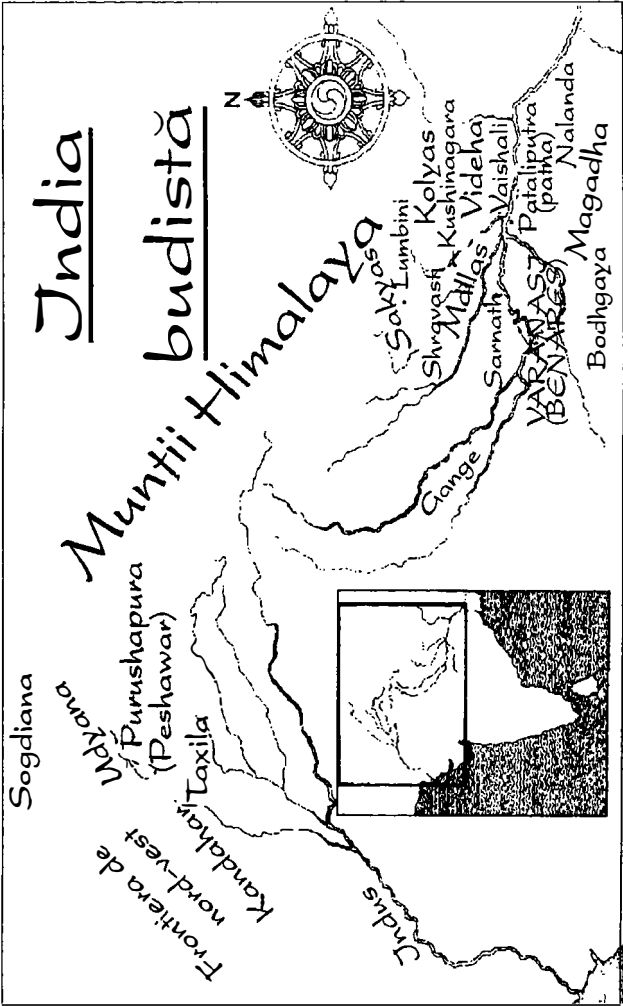 India
budistă
N
Munții Himalaya
Sogdiana
Udyana
Purushapura
(Peshawar)
Taxila
Kandahar
Frontiera de
nord-vest
Indus
Gange
Sakyas
Lumbini
Kolyas
Shravasti
Kushinagara
Mallas
Videha
Vaishali
Sarnath
VARANASI
(BENARES)
Pataliputra
(patna)
Nalanda
Magadha
Bodhgaya